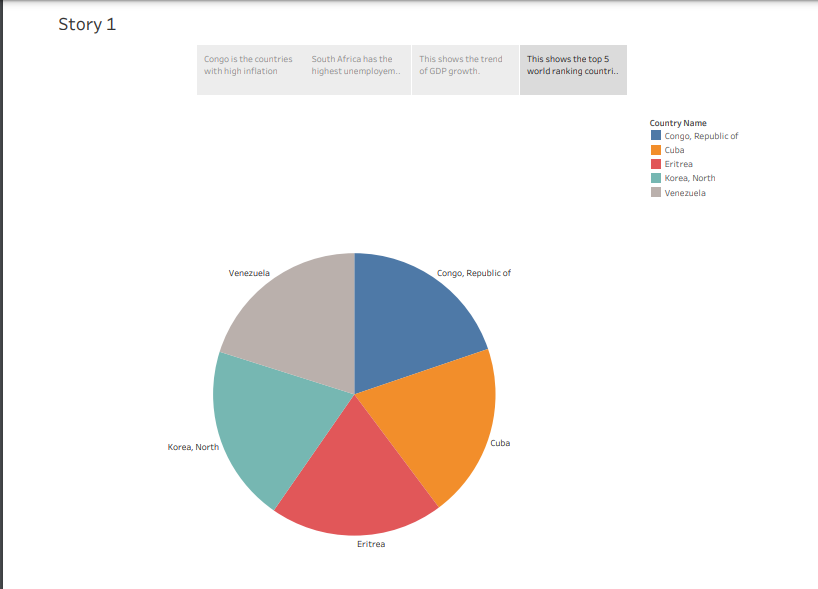 Story 1
Congo is the countries
with high inflation
South Africa has the
highest unemployem..
This shows the trend
of GDP growth.
This shows the top 5
world ranking countri..
Country Name
Congo, Republic of
Cuba
Eritrea
Korea, North
Venezuela
Venezuela
Congo, Republic of
Korea, North
Cuba
Eritrea